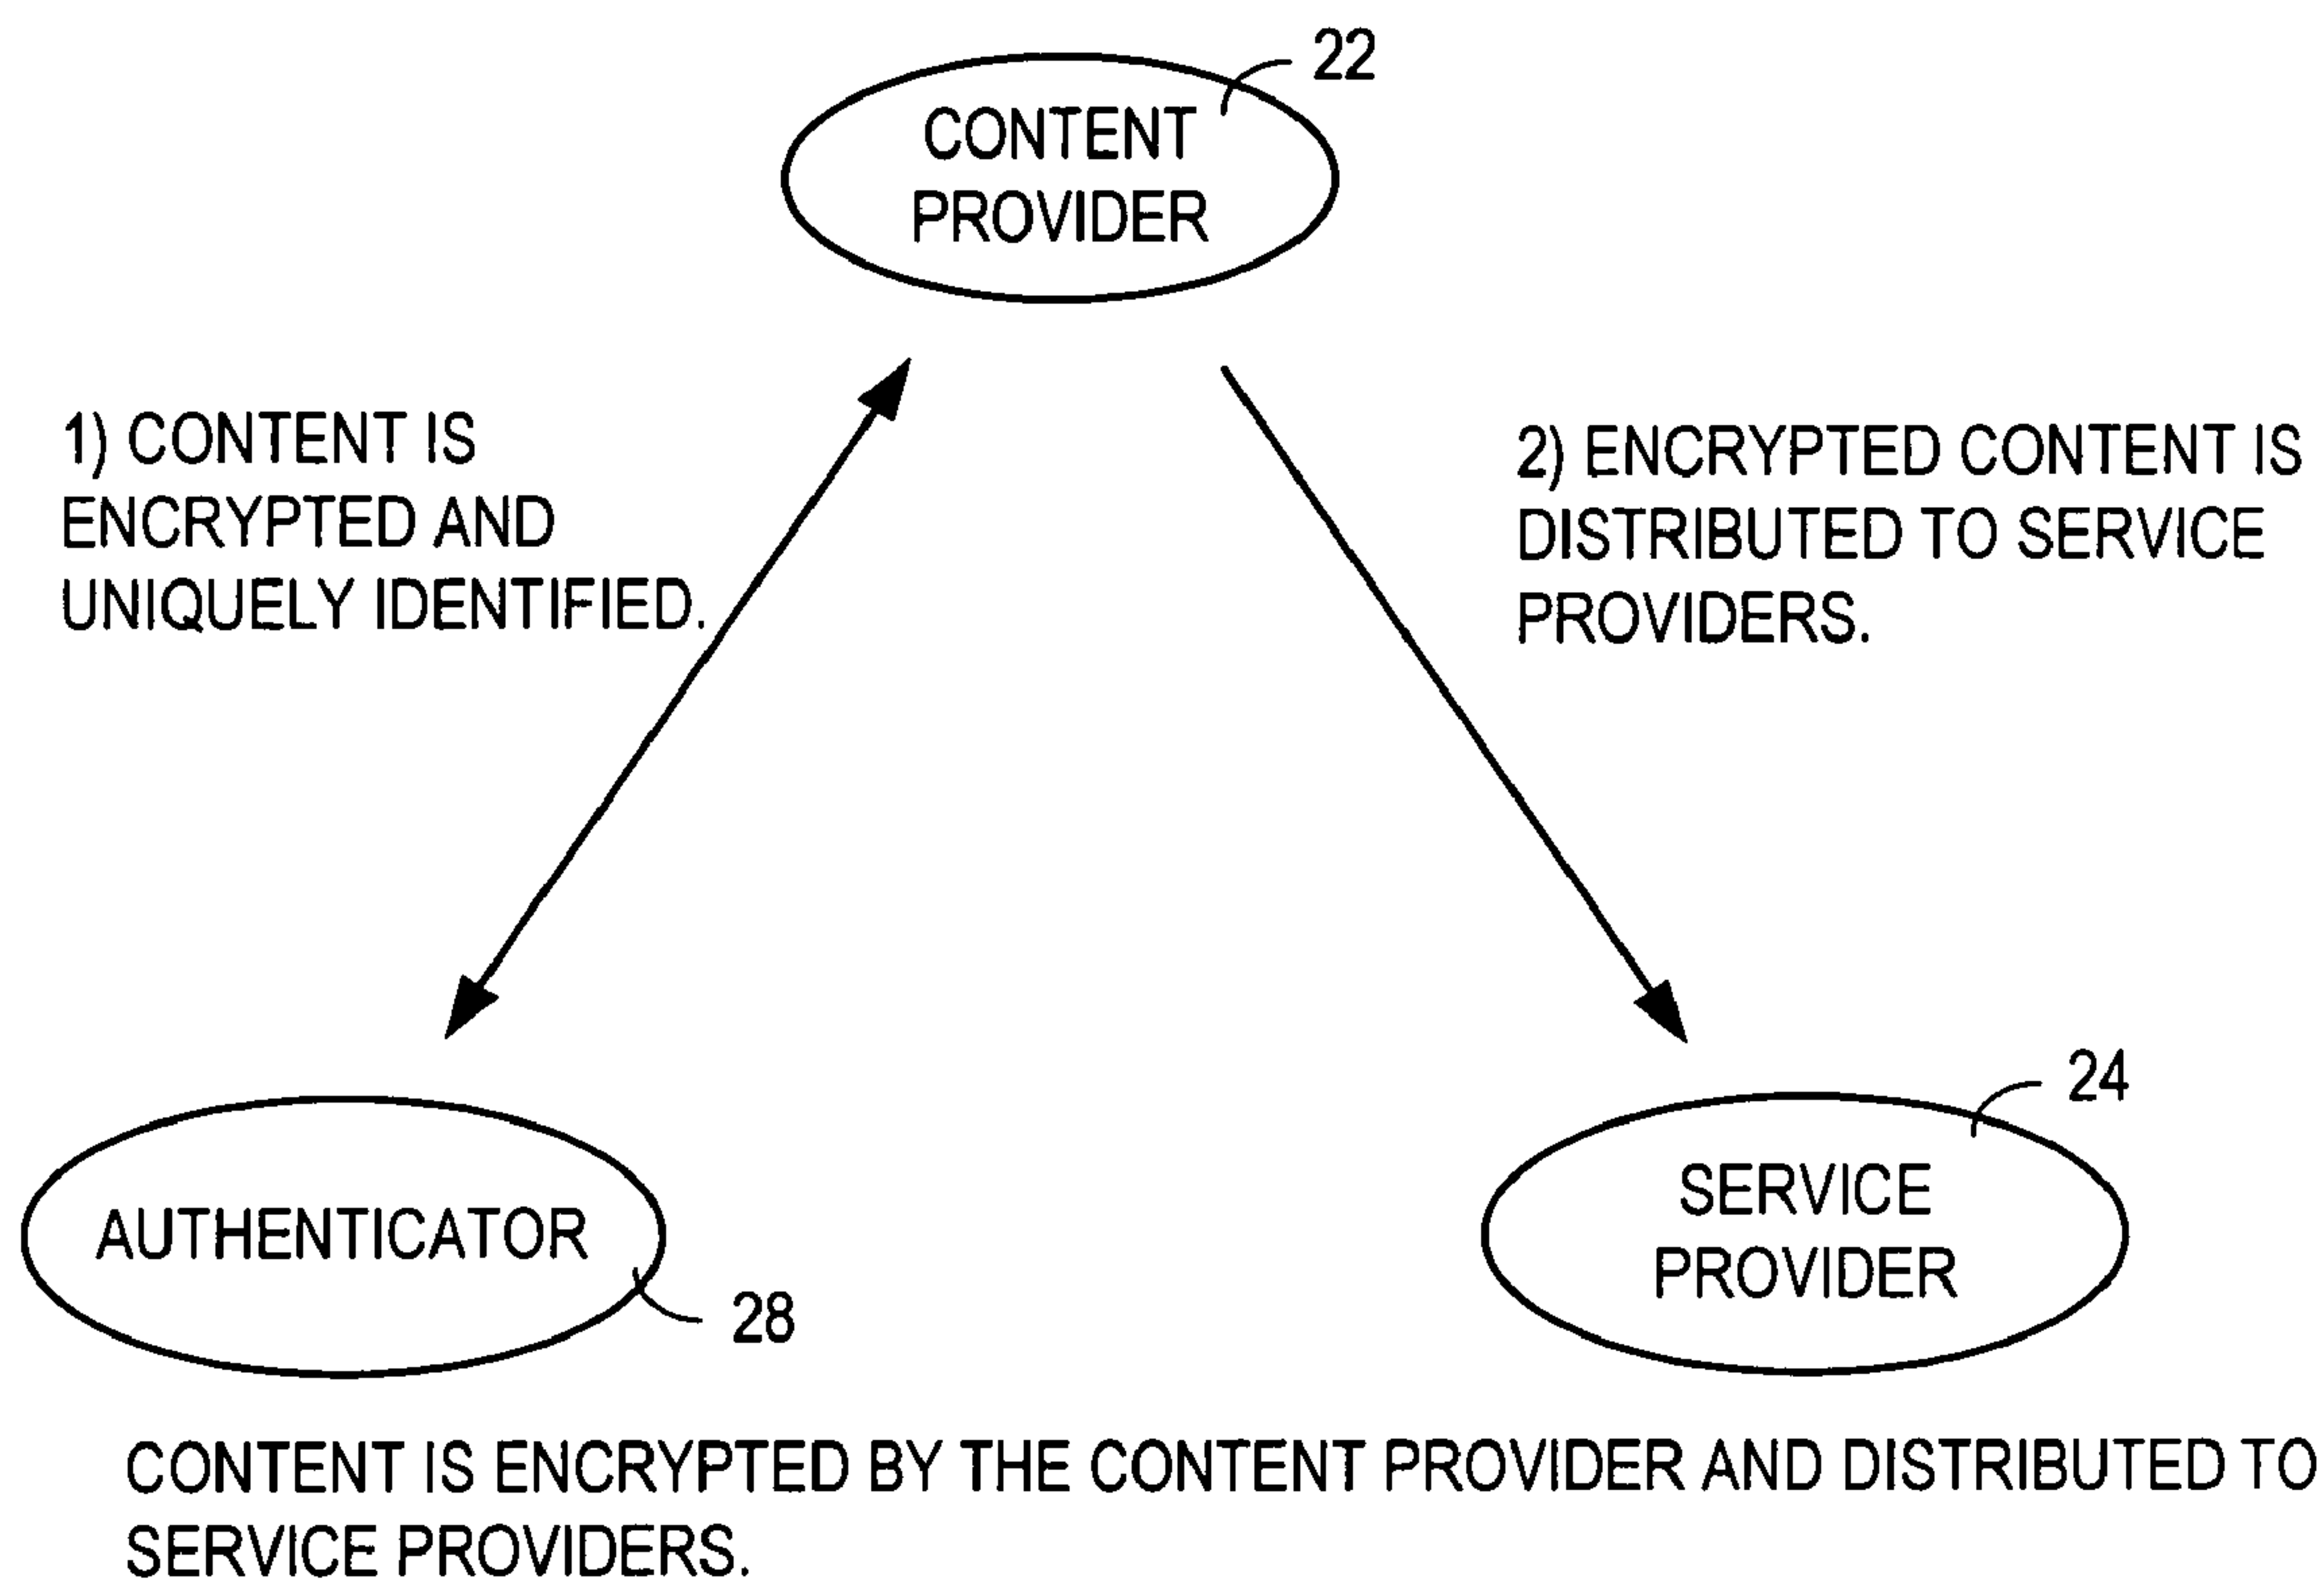 22
CONTENT
PROVIDER
1) CONTENT IS
ENCRYPTED AND
UNIQUELY IDENTIFIED.
2) ENCRYPTED CONTENT IS
DISTRIBUTED TO SERVICE
PROVIDERS.
AUTHENTICATOR
28
24
SERVICE
PROVIDER
CONTENT IS ENCRYPTED BY THE CONTENT PROVIDER AND DISTRIBUTED TO
SERVICE PROVIDERS.